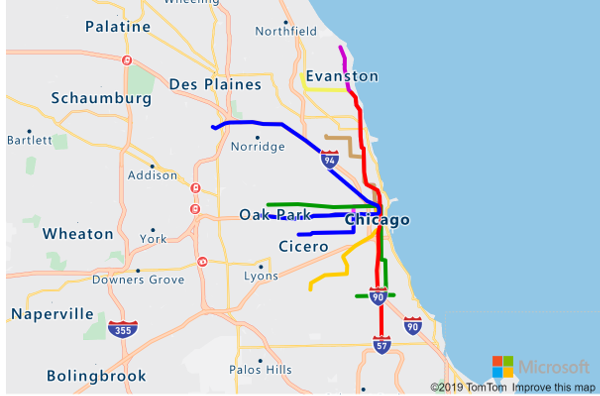 Northfield
Palatine
Evanston
Des Plaines
Schaumburg
Bartlett
Norridge
94
Addison
Oak Park
Chicago
Wheaton
York
Cicero
Lyons
Downers Grove
90
Naperville
355
90
57
Palos Hills
Bolingbrook
Microsoft
©2019 TomTom Improve this map